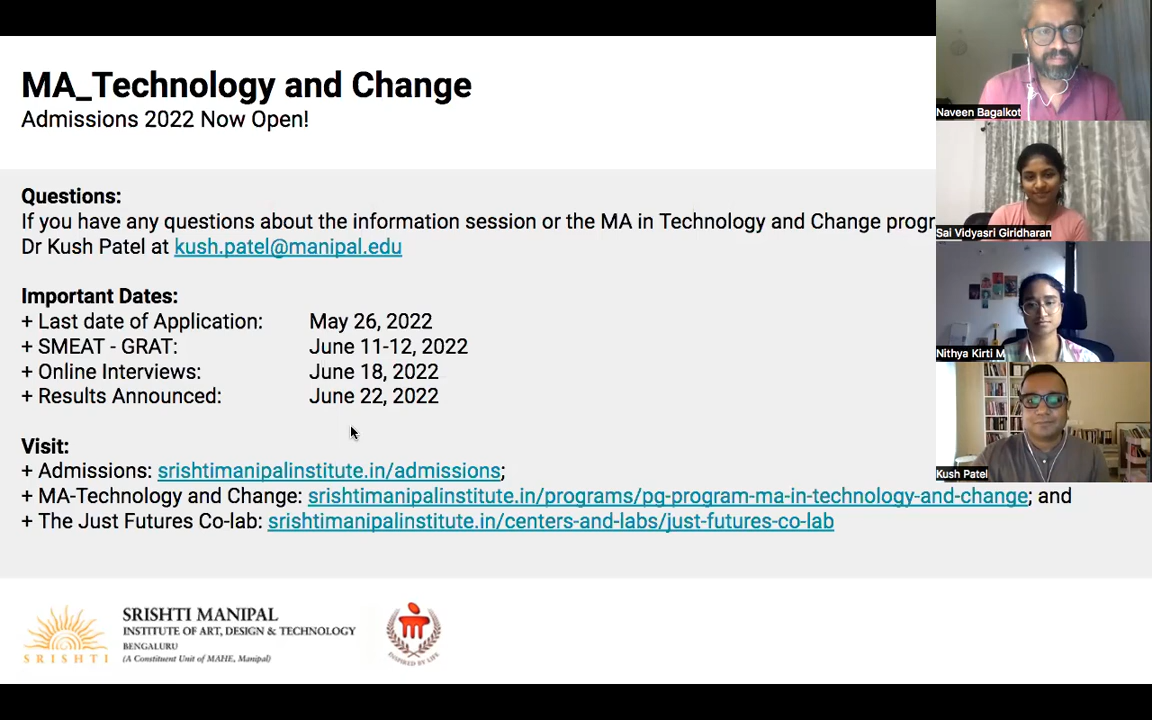 MA_Technology and Change
Admissions 2022 Now Open!
Questions:
If you have any questions about the information session or the MA in Technology and Change progr
Dr Kush Patel at kush.patel@manipal.edu
Important Dates:
+ Last date of Application: May 26, 2022
+ SMEAT - GRAT: June 11-12, 2022
+ Online Interviews: June 18, 2022
+ Results Announced: June 22, 2022
Visit:
+ Admissions: srishtimanipalinstitute.in/admissions;
+ MA-Technology and Change: srishtimanipalinstitute.in/programs/pg-program-ma-in-technology-and-change; and
+ The Just Futures Co-lab: srishtimanipalinstitute.in/centers-and-labs/just-futures-co-lab
SRISHTI
SRISHTI MANIPAL
INSTITUTE OF ART, DESIGN & TECHNOLOGY
BENGALURU
(A Constituent Unit of MAHE, Manipal)
INSPIRED BY LIFE
Naveen Bagalkot
Sai Vidyasri Giridharan
Nithya Kirti M
Kush Patel